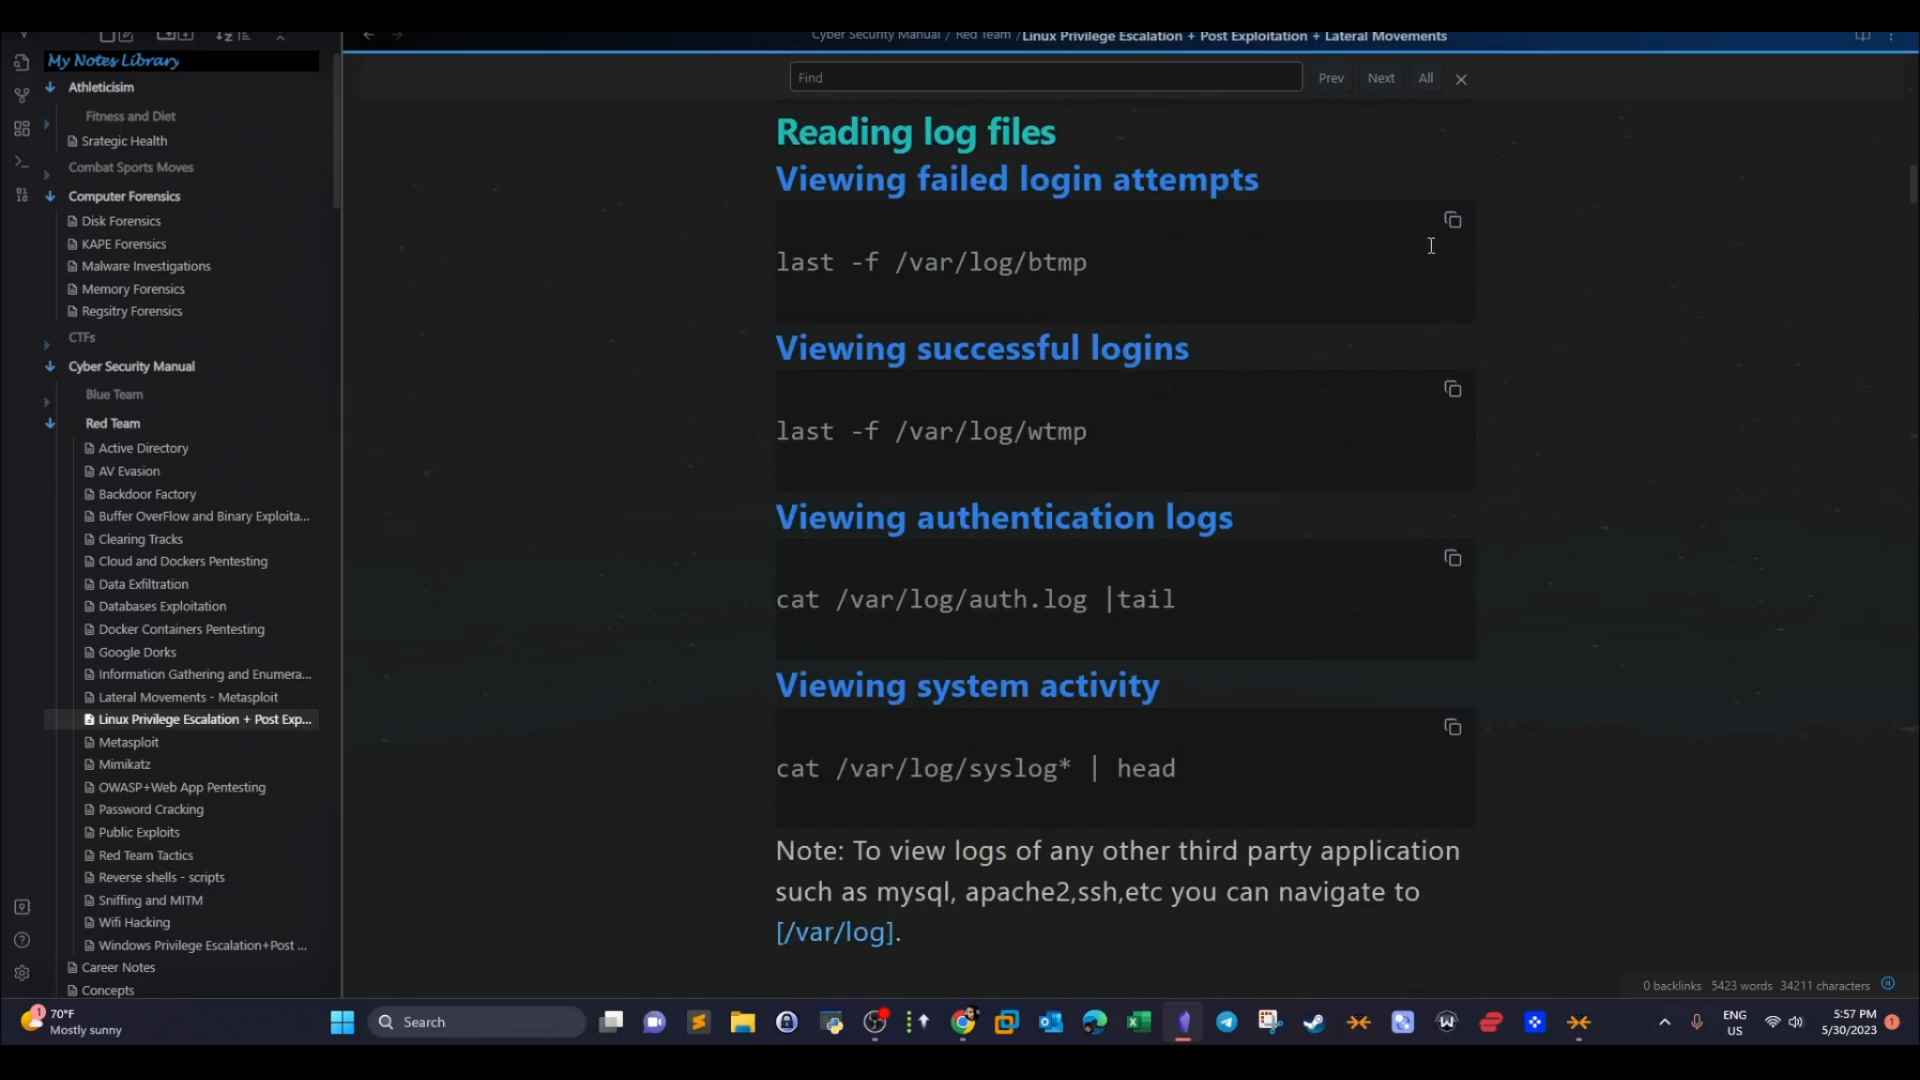 Cyber Security Manual / Red Team / Linux Privilege Escalation + Post Exploitation + Lateral Movements
My Notes Library
Athleticisim
Fitness and Diet
Srategic Health
Combat Sports Moves
Computer Forensics
Disk Forensics
KAPE Forensics
Malware Investigations
Memory Forensics
Regsitry Forensics
CTFs
Cyber Security Manual
Blue Team
Red Team
Active Directory
AV Evasion
Backdoor Factory
Buffer OverFlow and Binary Exploita...
Clearing Tracks
Cloud and Dockers Pentesting
Data Exfiltration
Databases Exploitation
Docker Containers Pentesting
Google Dorks
Information Gathering and Enumera...
Lateral Movements - Metasploit
Linux Privilege Escalation + Post Exp...
Metasploit
Mimikatz
OWASP+Web App Pentesting
Password Cracking
Public Exploits
Red Team Tactics
Reverse shells - scripts
Sniffing and MITM
Wifi Hacking
Windows Privilege Escalation+Post ...
Career Notes
Concepts
Find Prev Next All
Reading log files
Viewing failed login attempts
last -f /var/log/btmp
Viewing successful logins
last -f /var/log/wtmp
Viewing authentication logs
cat /var/log/auth.log |tail
Viewing system activity
cat /var/log/syslog* | head
Note: To view logs of any other third party application
such as mysql, apache2,ssh,etc you can navigate to
[/var/log].
0 backlinks 5423 words 34211 characters
1
70°F
Mostly sunny
Search
ENG
US
5:57 PM
5/30/2023
1